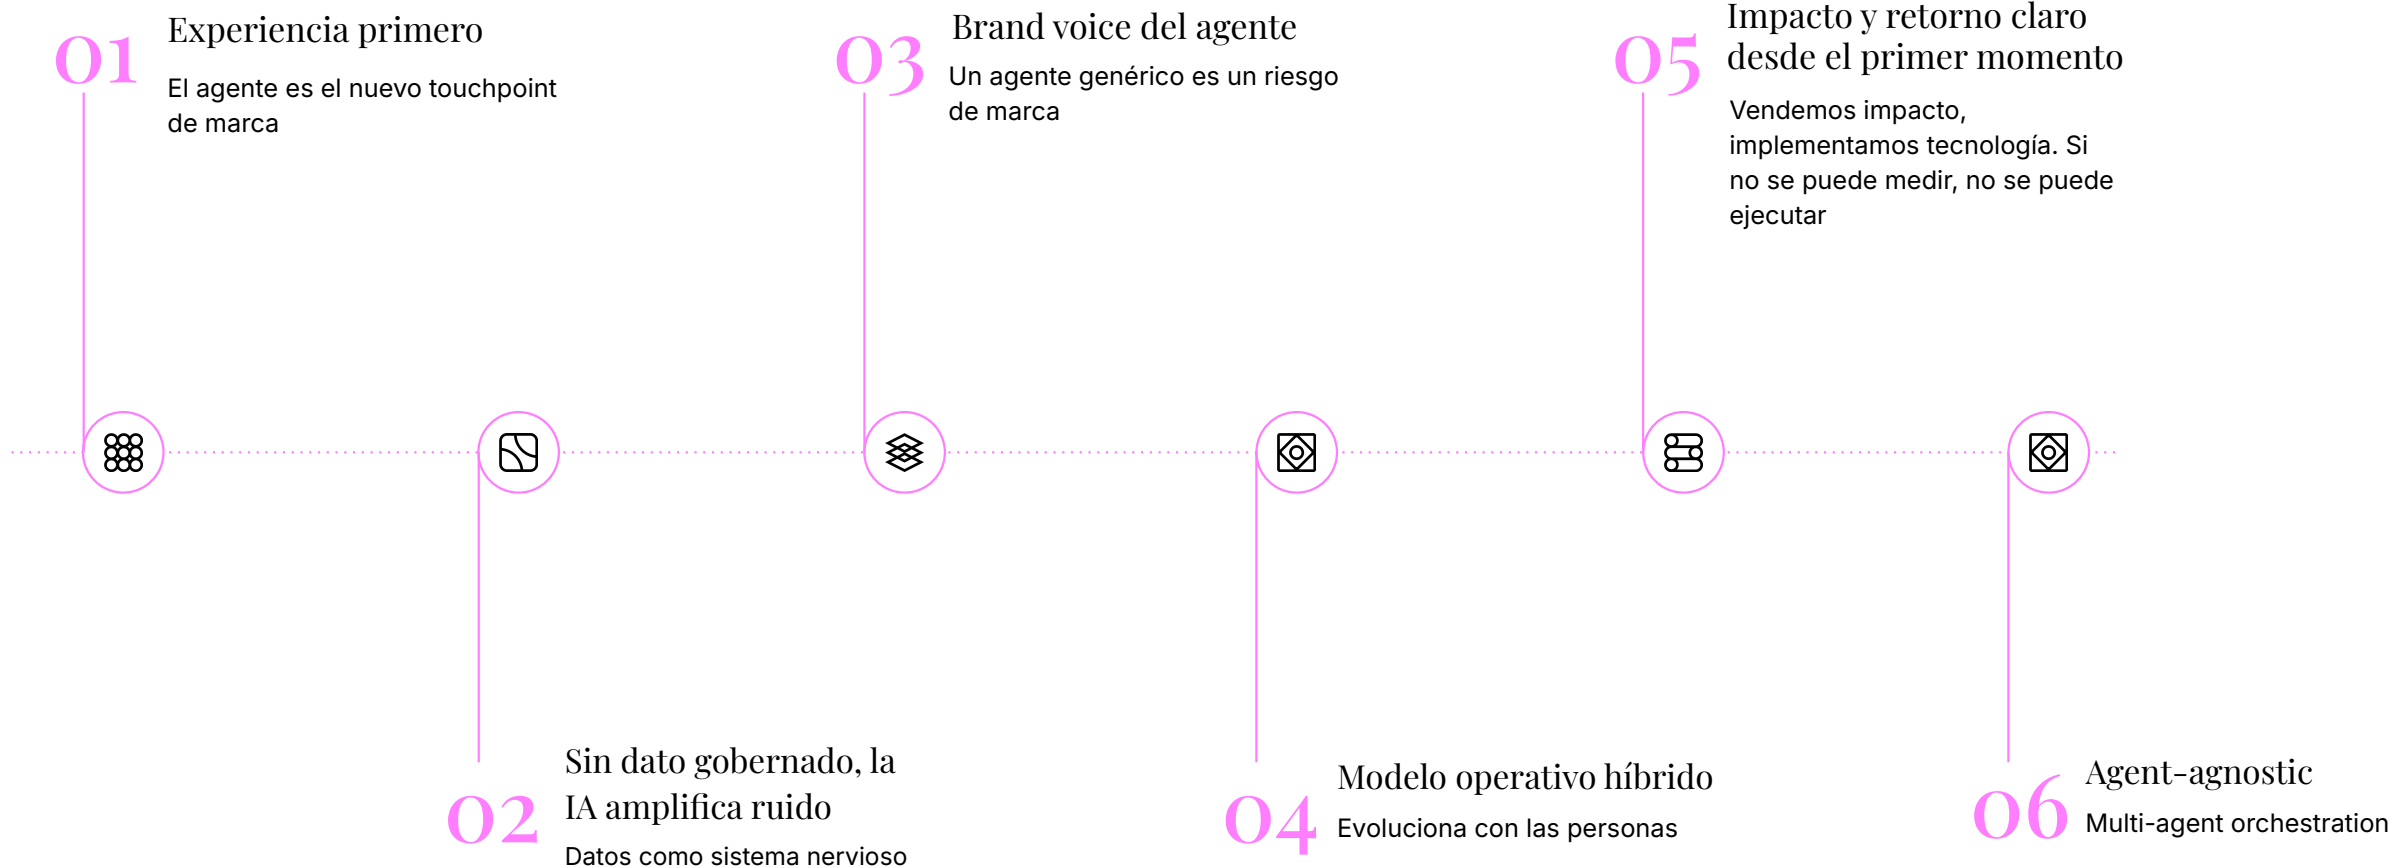 01
Experiencia primero
El agente es el nuevo touchpoint
de marca
02
Sin dato gobernado, la
IA amplifica ruido
Datos como sistema nervioso
03
Brand voice del agente
Un agente genérico es un riesgo
de marca
04
Modelo operativo híbrido
Evoluciona con las personas
05
Impacto y retorno claro
desde el primer momento
Vendemos impacto,
implementamos tecnología. Si
no se puede medir, no se puede
ejecutar
06
Agent-agnostic
Multi-agent orchestration